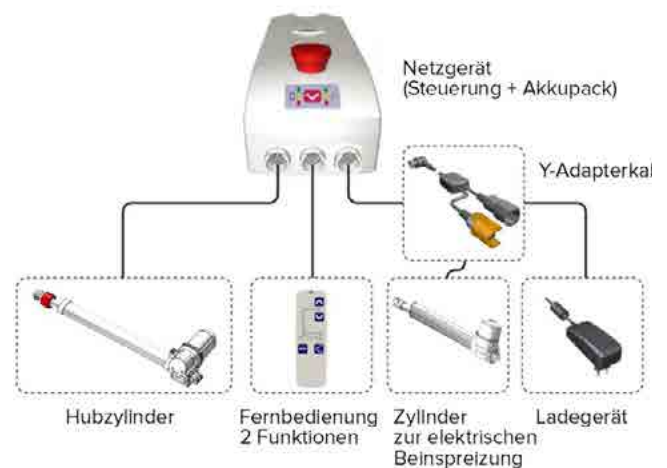 Netzgerät
(Steuerung + Akkupack)
Y-Adapterkal
Hubzylinder
Fernbedienung
2 Funktionen
Zylinder
zur elektrischen
Beinspreizung
Ladegerät